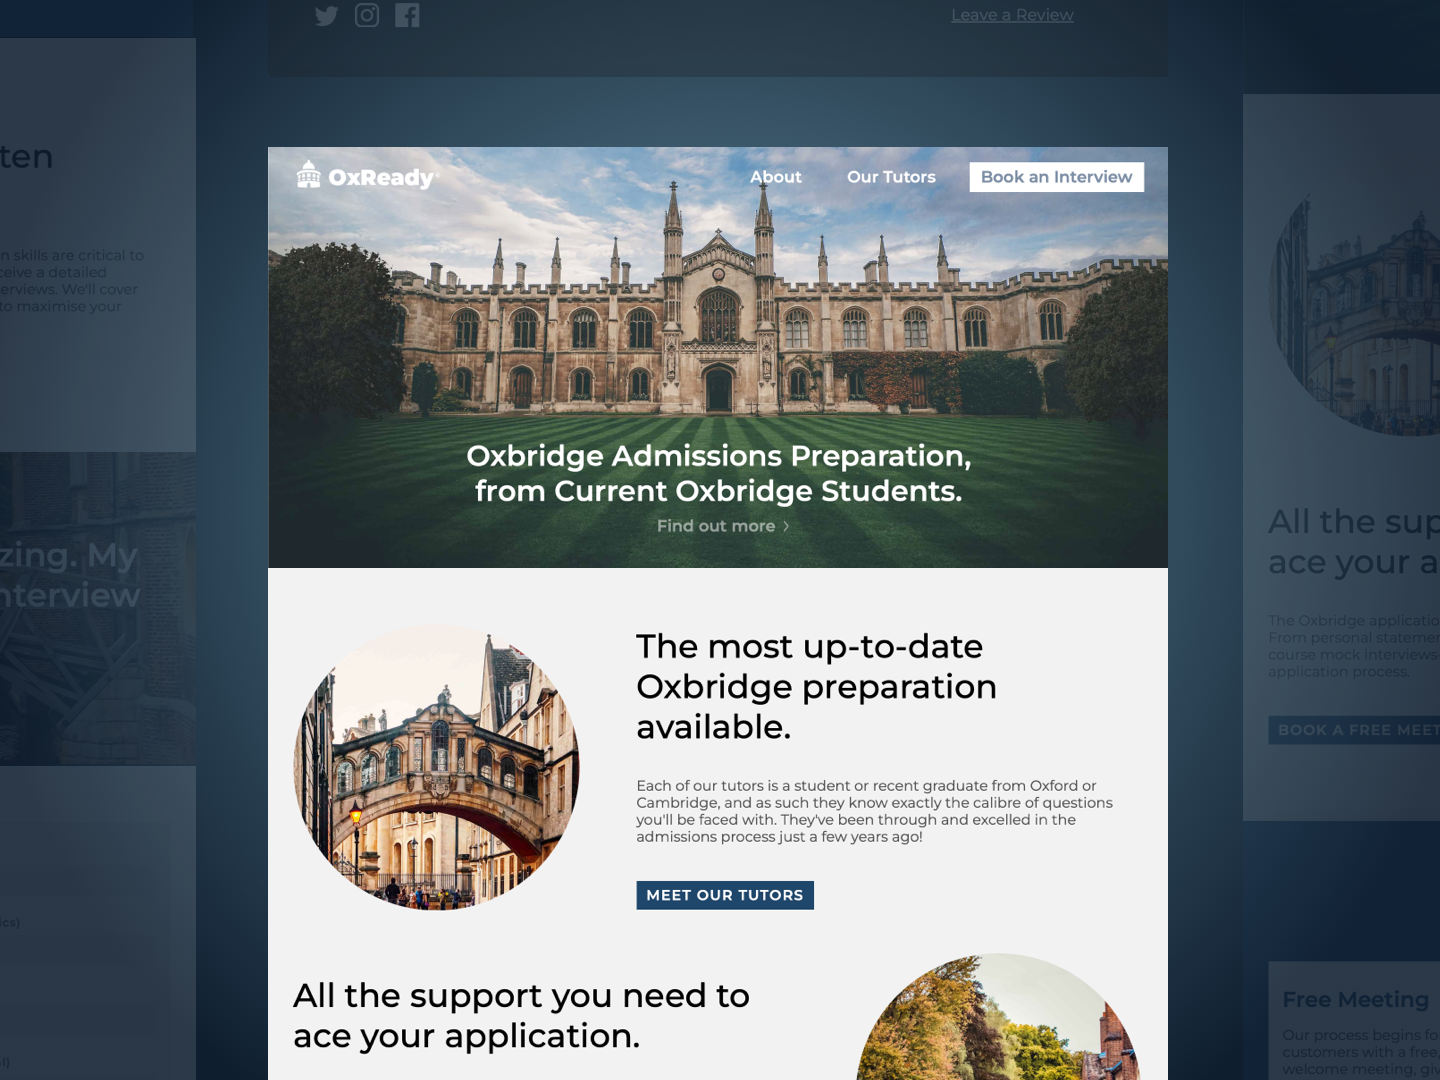 Leave a Review
ten
n skills are critical to
ceive a detailed
erviews. We'll cover
to maximise your
zing. My
nterview
ics)
l)
OxReady
About
Our Tutors
Book an Interview
Oxbridge Admissions Preparation,
from Current Oxbridge Students.
Find out more
The most up-to-date
Oxbridge preparation
available.
Each of our tutors is a student or recent graduate from Oxford or
Cambridge, and as such they know exactly the calibre of questions
you'll be faced with. They've been through and excelled in the
admissions process just a few years ago!
MEET OUR TUTORS
All the support you need to
ace your application.
All the sup
ace your a
The Oxbridge applicatio
From personal statemen
course mock interviews
application process.
BOOK A FREE MEET
Free Meeting
Our process begins fo
customers with a free,
welcome meeting, giv